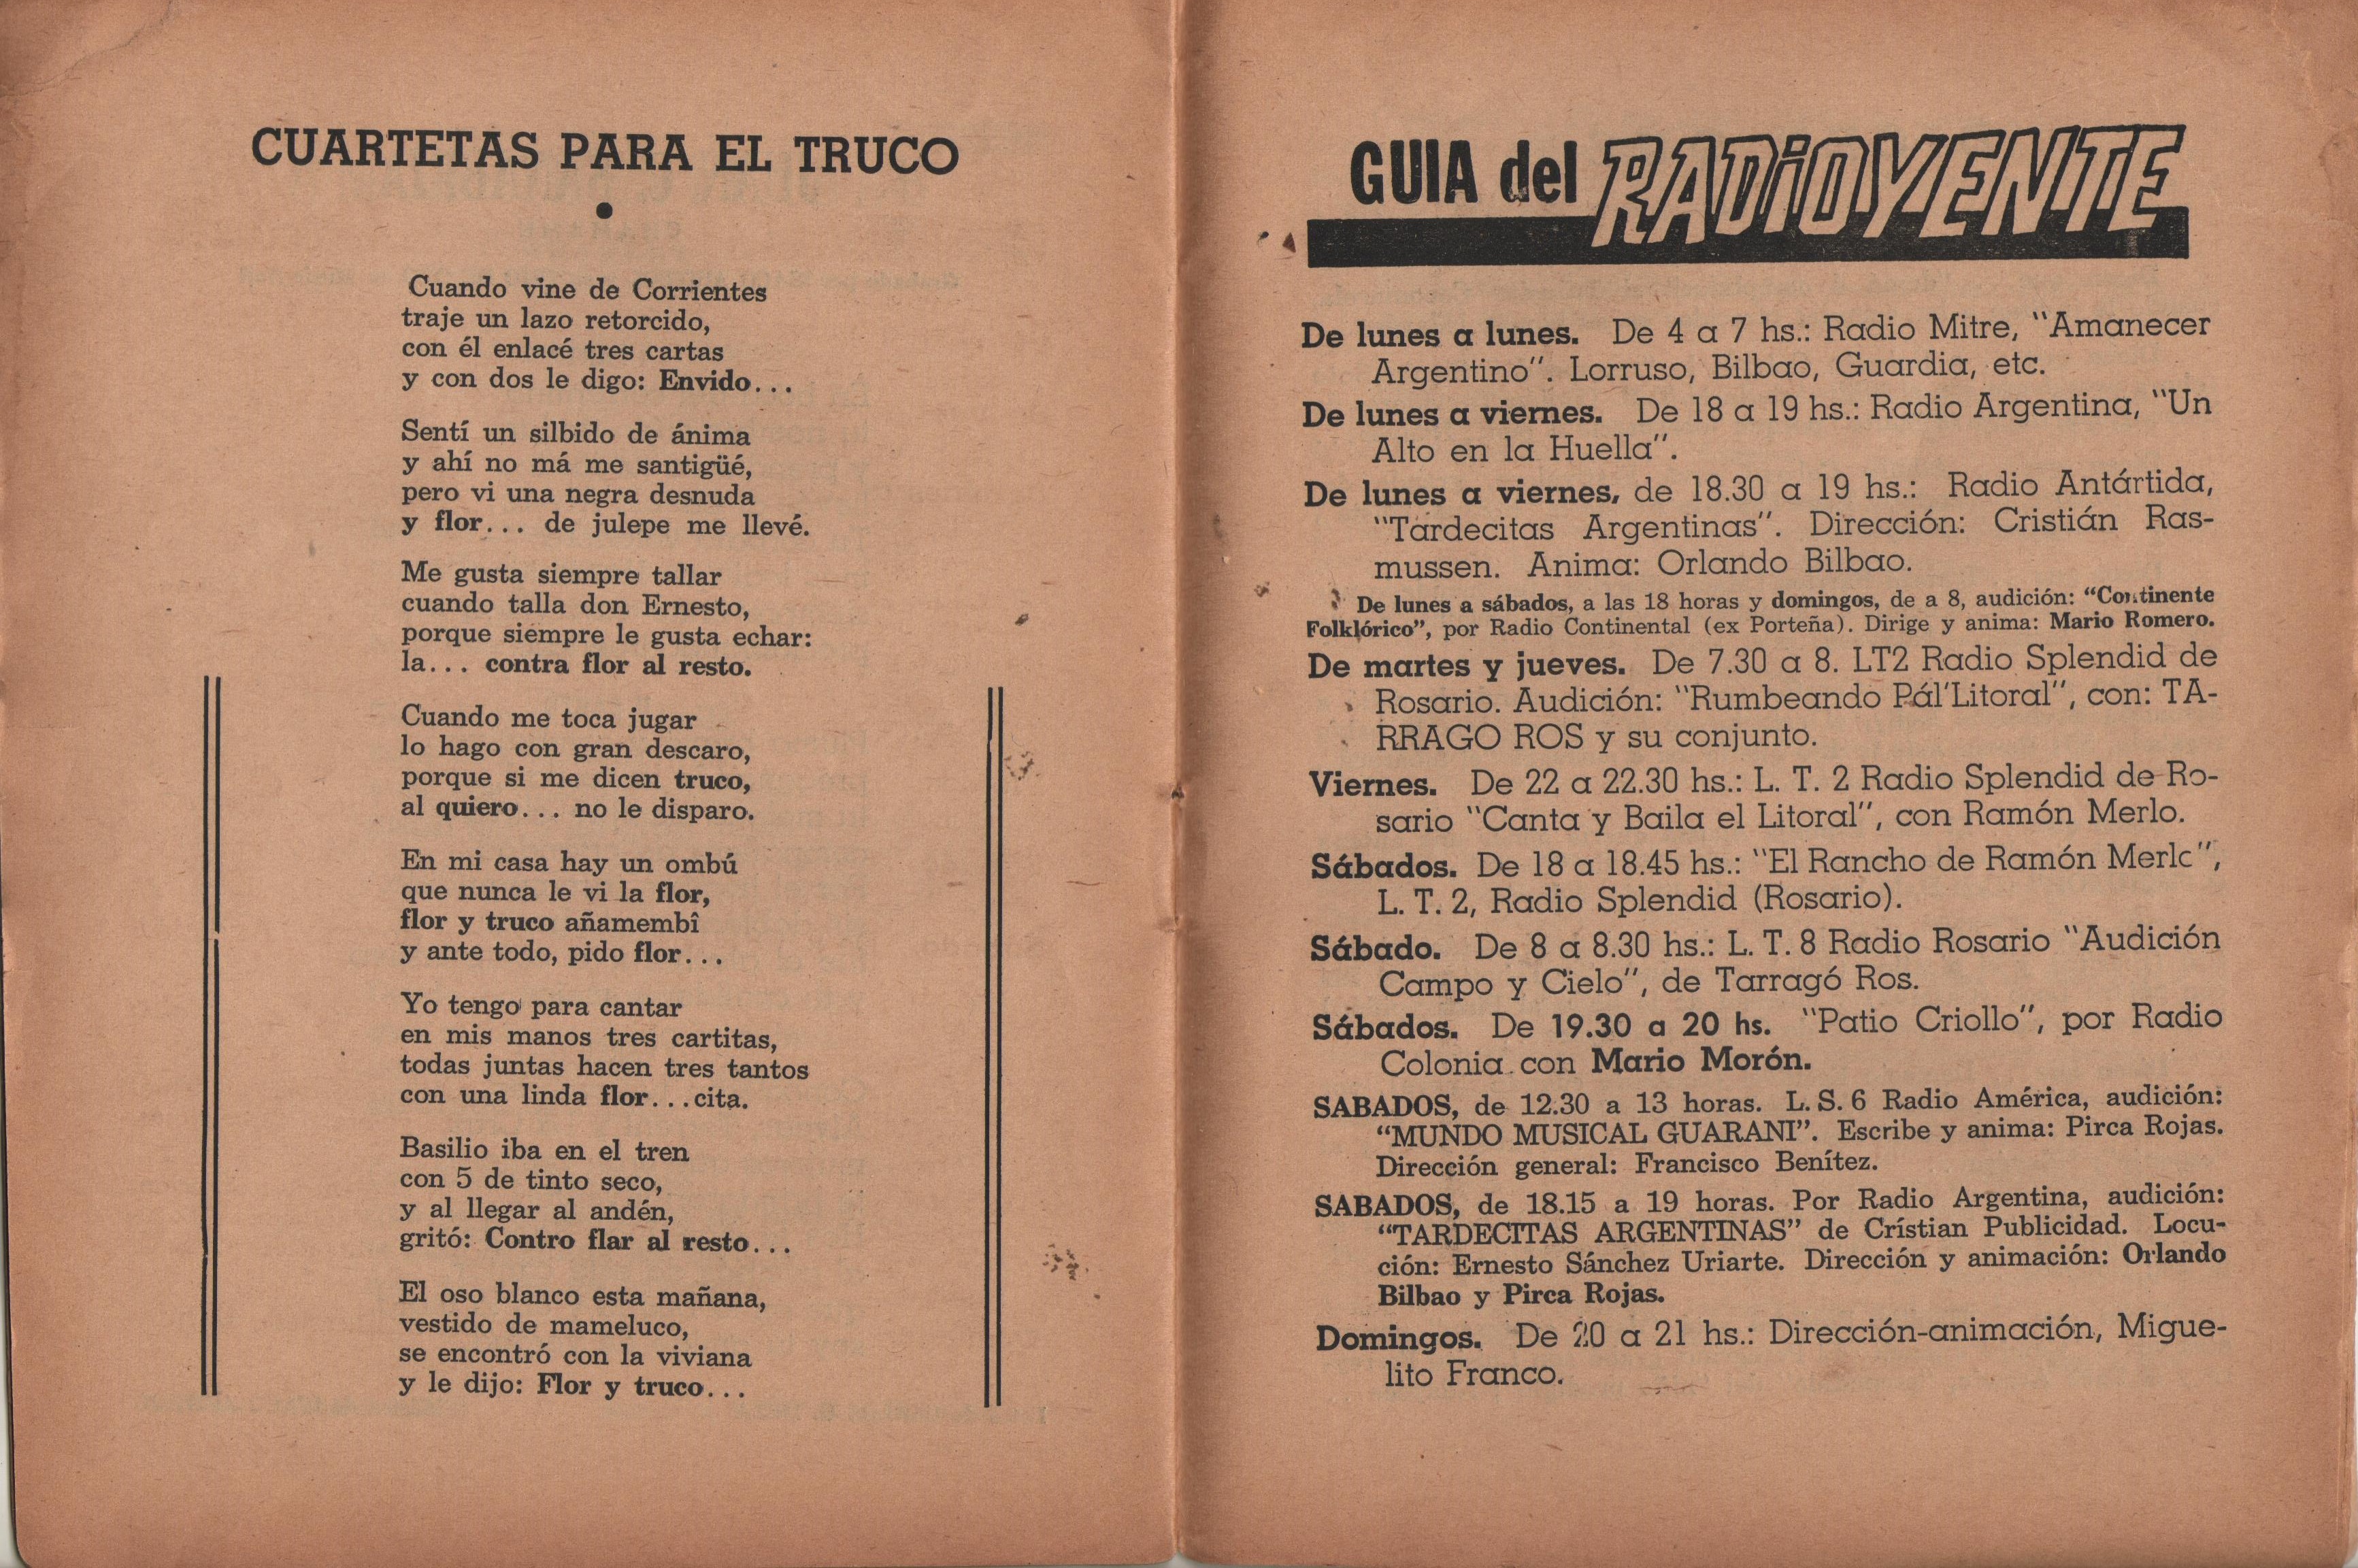 CUARTETAS PARA EL TRUCO
Cuando vine de Corrientes
traje un lazo retorcido,
con él enlacé tres cartas
y con dos le digo: Envido...
Sentí un silbido de ánima
y ahí no má me santigüé,
pero vi una negra desnuda
y flor... de julepe me llevé.
Me gusta siempre tallar
cuando talla don Ernesto,
porque siempre le gusta echar:
la... contra flor al resto.
Cuando me toca jugar
lo hago con gran descaro,
porque si me dicen truco,
al quiero... no le disparo.
En mi casa hay un ombú
que nunca le vi la flor,
flor y truco añamembî
y ante todo, pido flor...
Yo tengo para cantar
en mis manos tres cartitas,
todas juntas hacen tres tantos
con una linda flor...cita.
Basilio iba en el tren
con 5 de tinto seco,
y al llegar al andén,
gritó: Contro flar al resto...
El oso blanco esta mañana,
vestido de mameluco,
se encontró con la viviana
y le dijo: Flor y truco...
GUIA del RADIOYENTE
De lunes a lunes. De 4 a 7 hs.: Radio Mitre, "Amanecer
Argentino". Lorruso, Bilbao, Guardia, etc.
De lunes a viernes. De 18 a 19 hs.: Radio Argentina, "Un
Alto en la Huella".
De lunes a viernes, de 18.30 a 19 hs.: Radio Antártida,
"Tardecitas Argentinas". Dirección: Cristián Ras-
mussen. Anima: Orlando Bilbao.
De lunes a sábados, a las 18 horas y domingos, de a 8, audición: "Continente
Folklórico", por Radio Continental (ex Porteña). Dirige y anima: Mario Romero.
De martes y jueves. De 7.30 a 8. LT2 Radio Splendid de
Rosario. Audición: "Rumbeando Pál'Litoral", con: TA-
RRAGO ROS y su conjunto.
Viernes. De 22 a 22.30 hs.: L. T. 2 Radio Splendid de Ro-
sario "Canta y Baila el Litoral", con Ramón Merlo.
Sábados. De 18 a 18.45 hs.: "El Rancho de Ramón Merlo",
L. T. 2, Radio Splendid (Rosario).
Sábado. De 8 a 8.30 hs.: L. T. 8 Radio Rosario "Audición
Campo y Cielo", de Tarragó Ros.
Sábados. De 19.30 a 20 hs. "Patio Criollo", por Radio
Colonia con Mario Morón.
SABADOS, de 12.30 a 13 horas. L. S. 6 Radio América, audición:
"MUNDO MUSICAL GUARANI". Escribe y anima: Pirca Rojas.
Dirección general: Francisco Benítez.
SABADOS, de 18.15 a 19 horas. Por Radio Argentina, audición:
"TARDECITAS ARGENTINAS" de Crístian Publicidad. Locu-
ción: Ernesto Sánchez Uriarte. Dirección y animación: Orlando
Bilbao y Pirca Rojas.
Domingos. De 20 a 21 hs.: Dirección-animación, Migue-
lito Franco.